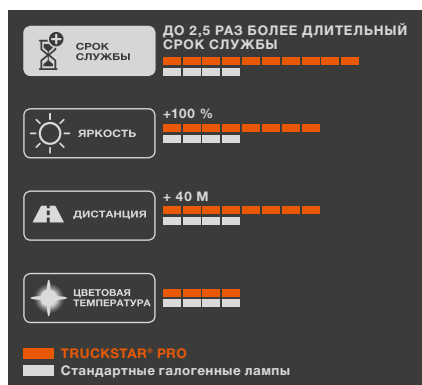 СРОК
СЛУЖБЫ
ДО 2,5 РАЗ БОЛЕЕ ДЛИТЕЛЬНЫЙ
СРОК СЛУЖБЫ
ЯРКОСТЬ
+100 %
ДИСТАНЦИЯ
+ 40 М
ЦВЕТОВАЯ
ТЕМПЕРАТУРА
TRUCKSTAR® PRO
Стандартные галогенные лампы